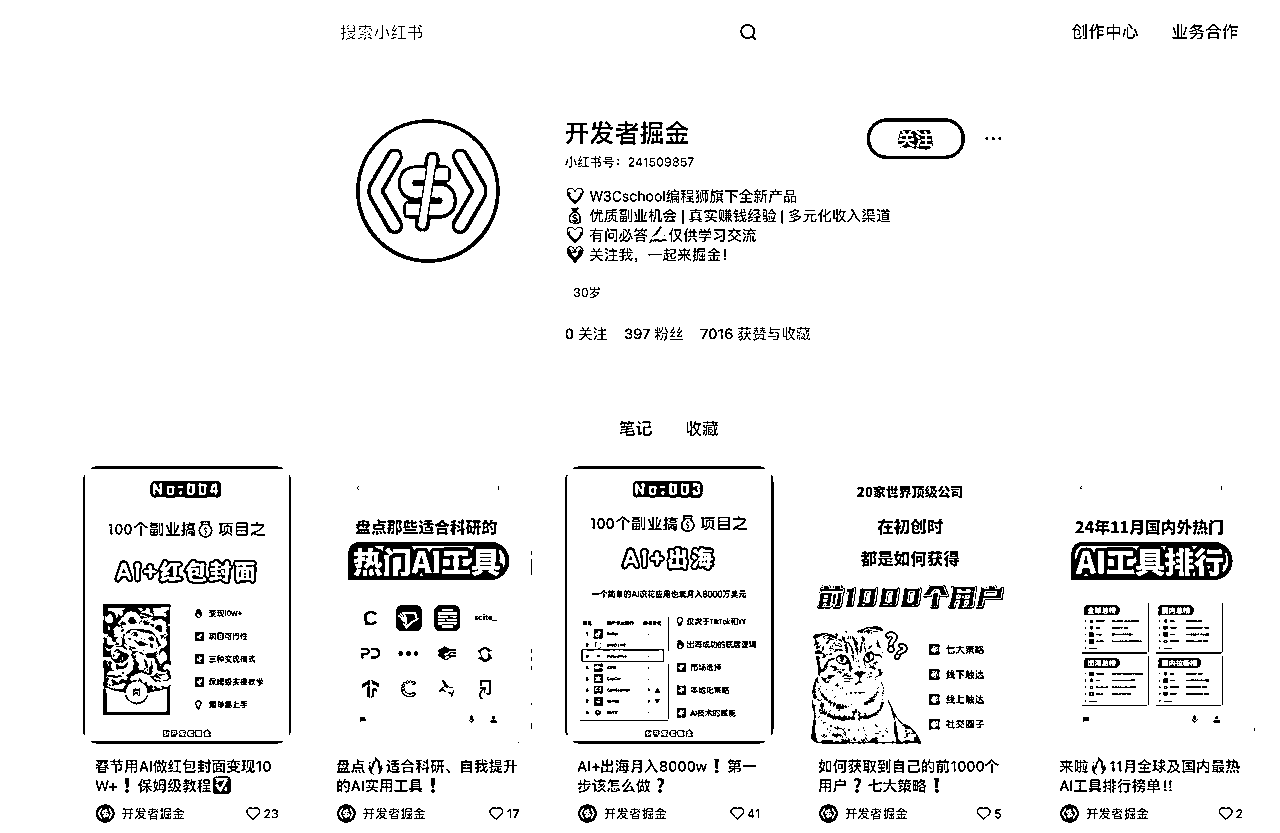 搜索小红书
创作中心 业务合作
开发者掘金
关注
小红书号：241509857
W3Cschool编程狮旗下全新产品
优质副业机会 | 真实赚钱经验 | 多元化收入渠道
有问必答 仅供学习交流
关注我，一起来掘金！
30岁
0 关注 397 粉丝 7016 获赞与收藏
笔记 收藏
No:004
100个副业搞 项目之
AI+红包封面
变现10W+
项目可行性
三种变现模式
保姆级实操教学
简单易上手
春节用AI做红包封面变现10
W+！保姆级教程
开发者掘金 23
盘点那些适合科研的
热门AI工具
scite_
盘点 适合科研、自我提升
的AI实用工具！
开发者掘金 17
No:003
100个副业搞 项目之
AI+出海
一个简单的AI识花应用也能月入8000万美元
仅次于TikTok和YY
出海成功的底层逻辑
市场选择
本地化策略
AI技术的赋能
AI+出海月入8000w！第一
步该怎么做？
开发者掘金 41
20家世界顶级公司
在初创时
都是如何获得
前1000个用户
七大策略
线下触达
线上触达
社交圈子
如何获取到自己的前1000个
用户？七大策略！
开发者掘金 5
24年11月国内外热门
AI工具排行
全球总榜
国内总榜
出海总榜
来啦 11月全球及国内最热
AI工具排行榜单!!
开发者掘金 2